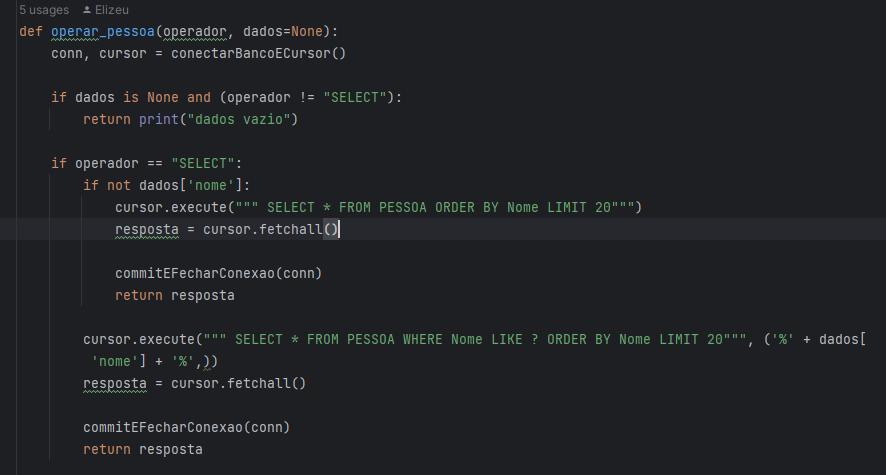 5 usages Elizeu
def operar_pessoa(operador, dados=None):
    conn, cursor = conectarBancoECursor()
    if dados is None and (operador != "SELECT"):
        return print("dados vazio")
    if operador == "SELECT":
        if not dados['nome']:
            cursor.execute(""" SELECT * FROM PESSOA ORDER BY Nome LIMIT 20""")
            resposta = cursor.fetchall()
            commitEFecharConexao(conn)
            return resposta
        cursor.execute(""" SELECT * FROM PESSOA WHERE Nome LIKE ? ORDER BY Nome LIMIT 20""", ('%' + dados[
         'nome'] + '%',))
        resposta = cursor.fetchall()
        commitEFecharConexao(conn)
        return resposta